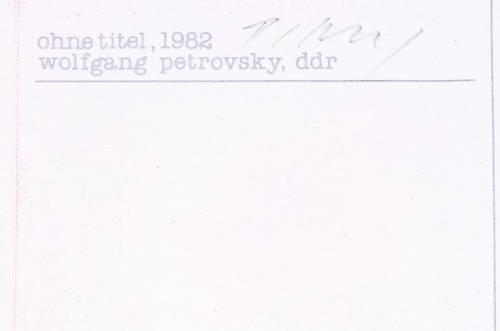 ohne titel, 1982
wolfgang petrovsky, ddr